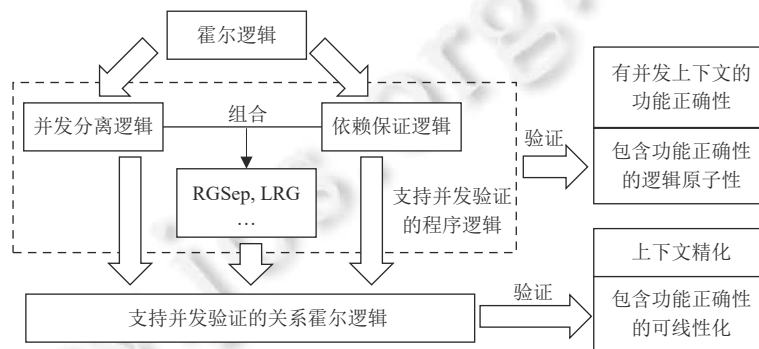 霍尔逻辑
并发分离逻辑
组合
依赖保证逻辑
RGSep, LRG
…
支持并发验证
的程序逻辑
验证
有并发上下文的
功能正确性
包含功能正确性
的逻辑原子性
支持并发验证的关系霍尔逻辑
验证
上下文精化
包含功能正确性
的可线性化